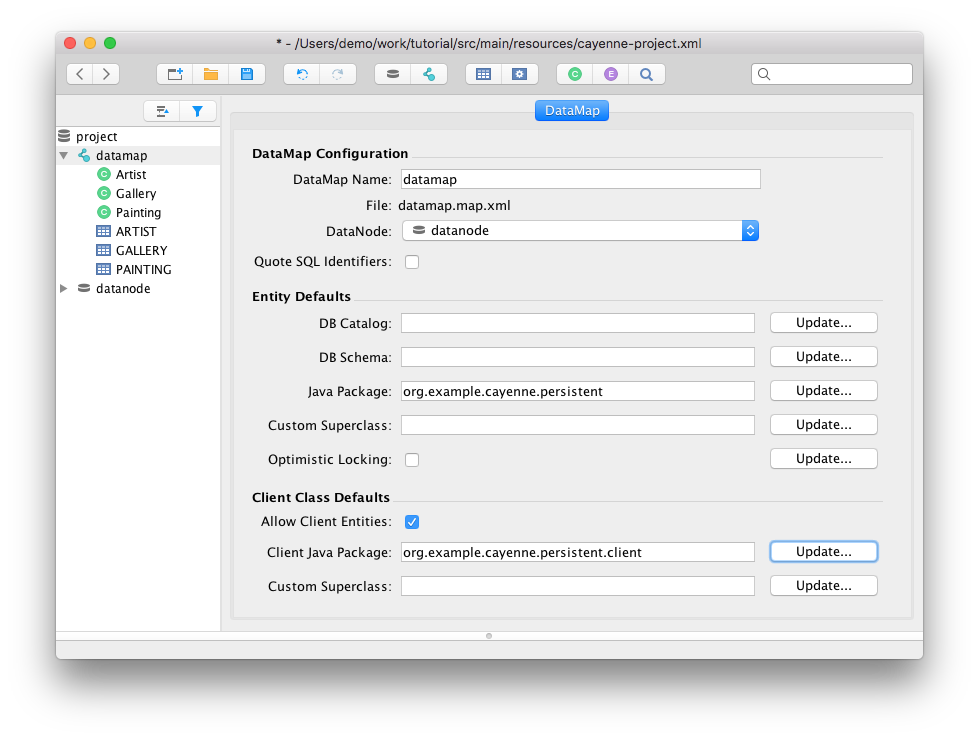 * - /Users/demo/work/tutorial/src/main/resources/cayenne-project.xml
C E
project
datamap
C Artist
C Gallery
C Painting
ARTIST
GALLERY
PAINTING
datanode
DataMap
DataMap Configuration
DataMap Name: datamap
File: datamap.map.xml
DataNode: datanode
Quote SQL Identifiers:
Entity Defaults
DB Catalog: Update...
DB Schema: Update...
Java Package: org.example.cayenne.persistent Update...
Custom Superclass: Update...
Optimistic Locking: Update...
Client Class Defaults
Allow Client Entities:
Client Java Package: org.example.cayenne.persistent.client Update...
Custom Superclass: Update...